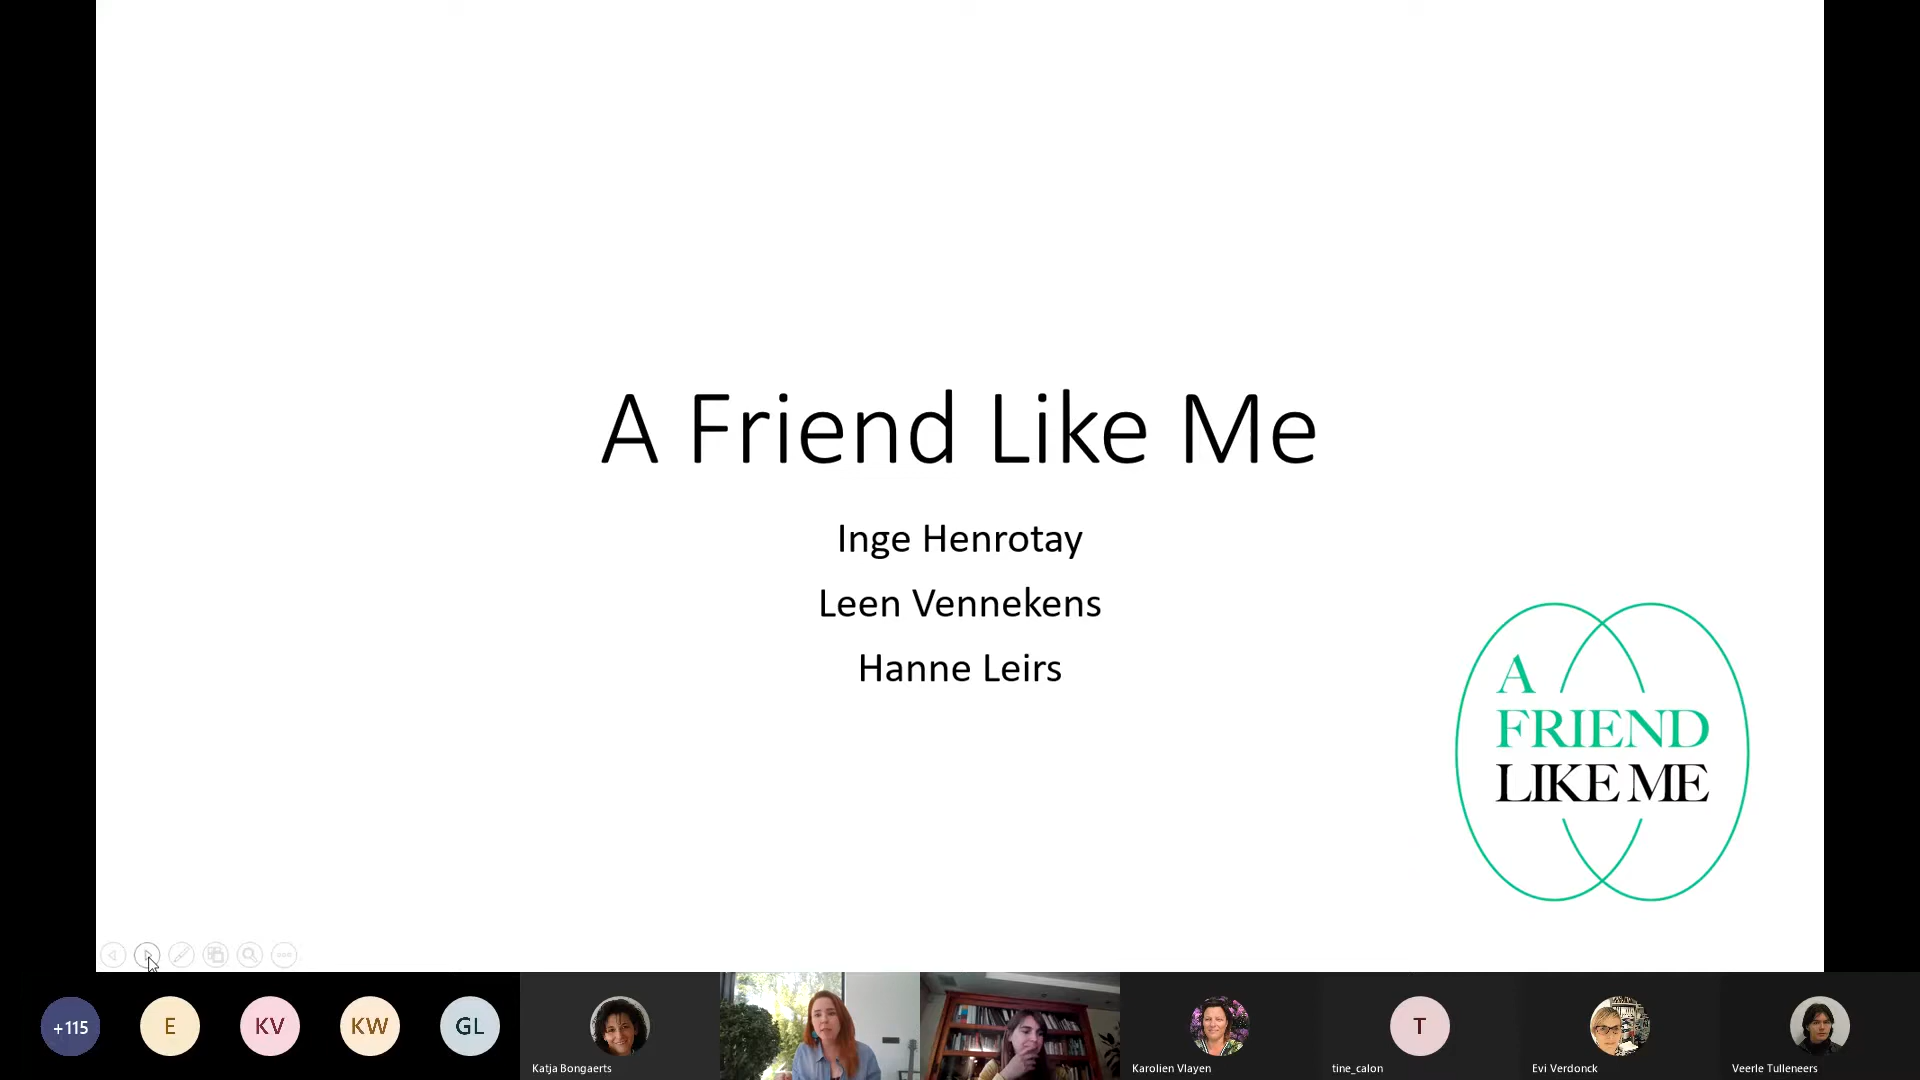 A Friend Like Me
Inge Henrotay
Leen Vennekens
Hanne Leirs
A
FRIEND
LIKE ME
+115
E
KV
KW
GL
Katja Bongaerts
Karolien Vlayen
T
tine_calon
Evi Verdonck
Veerle Tulleneers